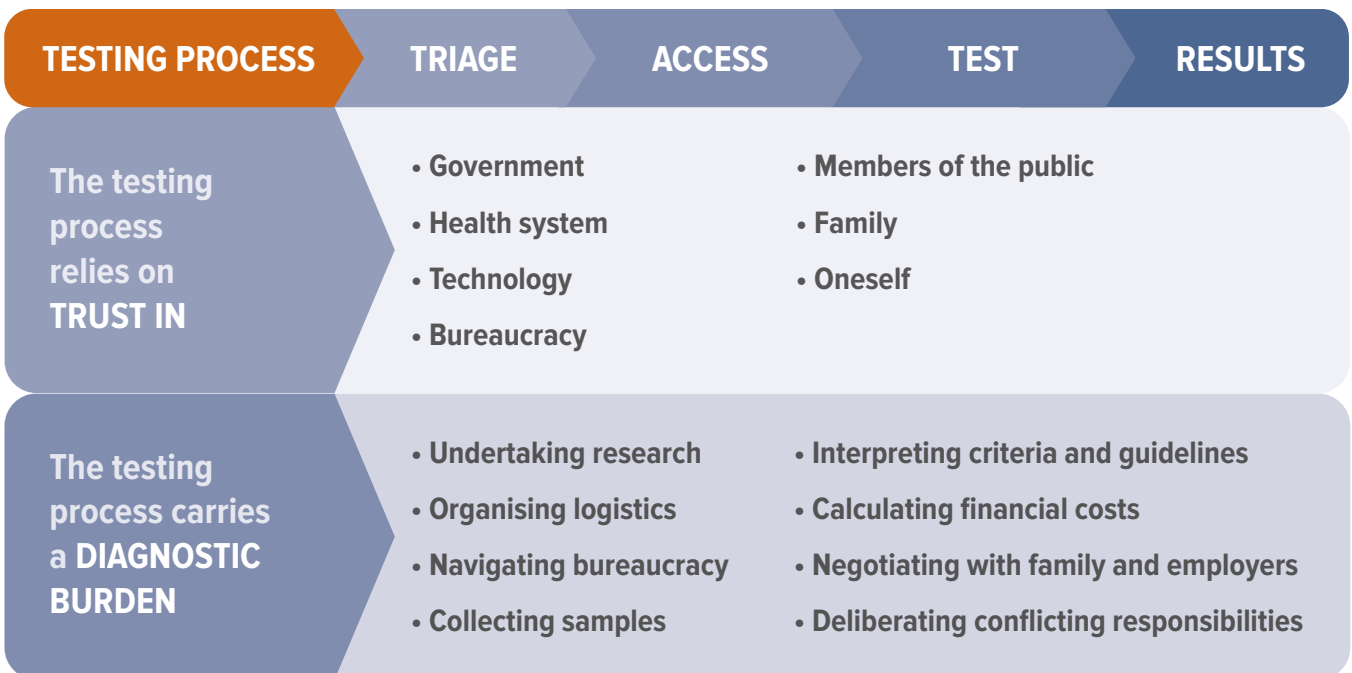 TESTING PROCESS
TRIAGE
ACCESS
TEST
RESULTS
The testing
process
relies on
TRUST IN
• Government
• Health system
• Technology
• Bureaucracy
• Members of the public
• Family
• Oneself
The testing
process carries
a DIAGNOSTIC
BURDEN
• Undertaking research
• Organising logistics
• Navigating bureaucracy
• Collecting samples
• Interpreting criteria and guidelines
• Calculating financial costs
• Negotiating with family and employers
• Deliberating conflicting responsibilities